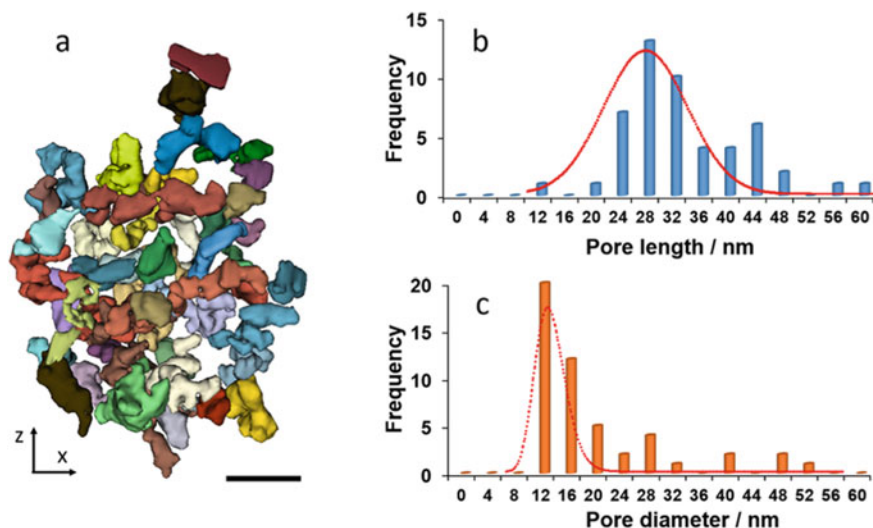 a
z
x
b
Frequency
15
10
5
0
0 4 8 12 16 20 24 28 32 36 40 44 48 52 56 60
Pore length / nm
c
Frequency
20
15
10
5
0
0 4 8 12 16 20 24 28 32 36 40 44 48 52 56 60
Pore diameter / nm